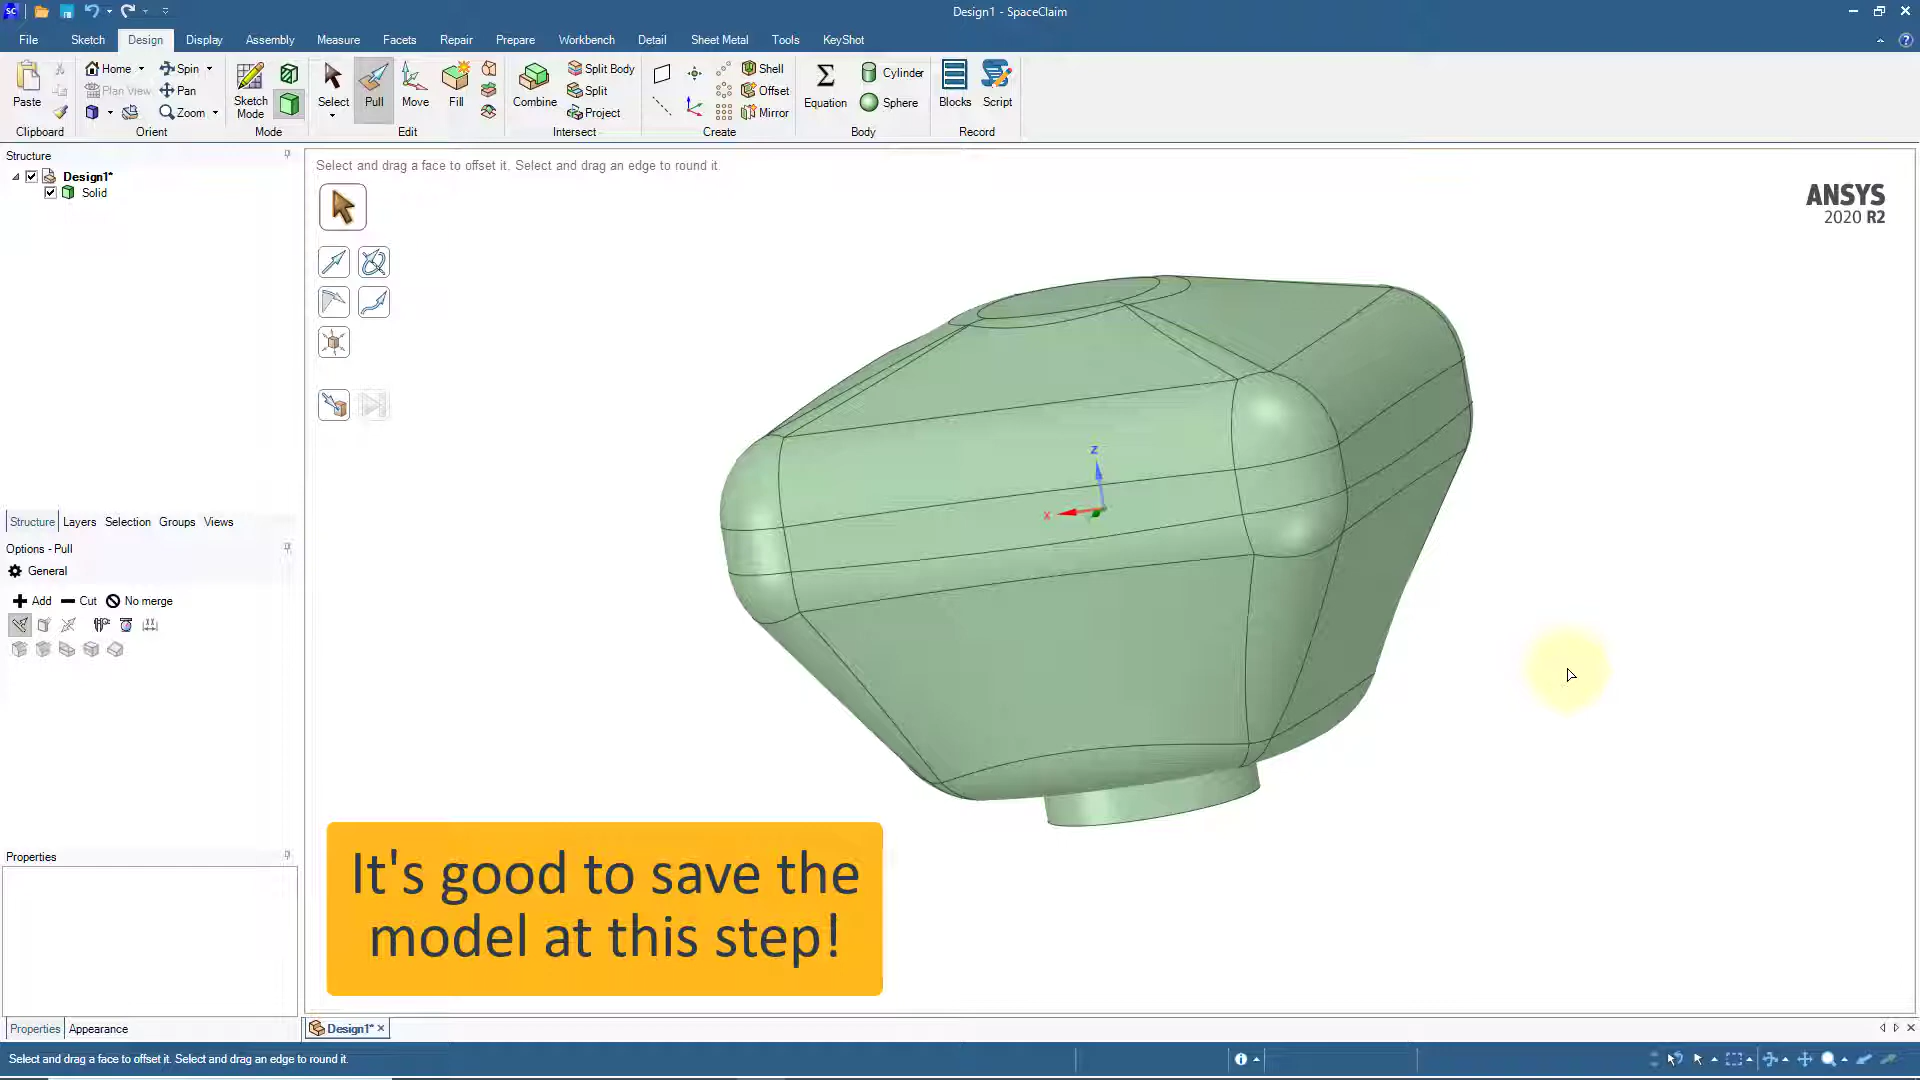 Design1 - SpaceClaim
File Sketch Design Display Assembly Measure Facets Repair Prepare Workbench Detail Sheet Metal Tools KeyShot
Paste
Clipboard
Home Spin
Plan View Pan
Zoom
Orient
Sketch Mode
Mode
Select Pull Move Fill
Edit
Combine
Split Body
Split
Project
Intersect
Shell
Offset
Mirror
Create
Equation
Cylinder
Sphere
Body
Blocks Script
Record
Structure
Design1*
Solid
Select and drag a face to offset it. Select and drag an edge to round it.
ANSYS
2020 R2
Z
X
Structure Layers Selection Groups Views
Options - Pull
General
Add Cut No merge
Properties
It's good to save the
model at this step!
Properties Appearance
Design1*
Select and drag a face to offset it. Select and drag an edge to round it.